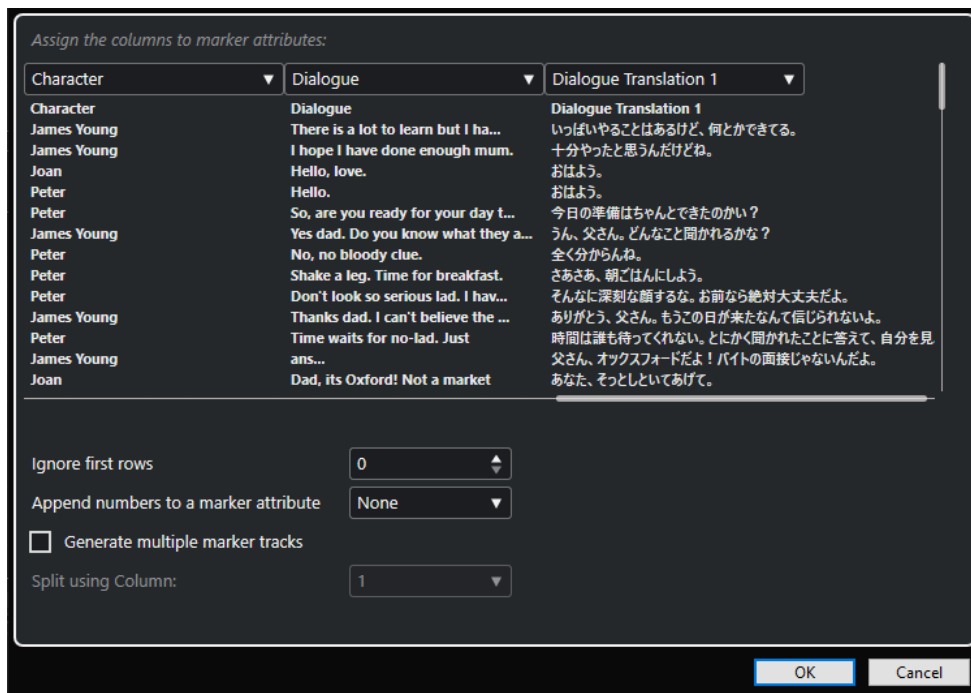 Assign the columns to marker attributes:
Character Dialogue Dialogue Translation 1
Character Dialogue Dialogue Translation 1
James Young There is a lot to learn but I ha... いっぱいやることはあるけど、何とかできてる。
James Young I hope I have done enough mum. 十分やったと思うんだけどね。
Joan Hello, love. おはよう。
Peter Hello. おはよう。
Peter So, are you ready for your day t... 今日の準備はちゃんとできたのかい？
James Young Yes dad. Do you know what they a... うん、父さん。どんなこと聞かれるかな？
Peter No, no bloody clue. 全く分からんね。
Peter Shake a leg. Time for breakfast. さあさあ、朝ごはんにしよう。
Peter Don't look so serious lad. I hav... そんなに深刻な顔するな。お前なら絶対大丈夫だよ。
James Young Thanks dad. I can't believe the ... ありがとう、父さん。もうこの日が来たなんて信じられないよ。
Peter Time waits for no-lad. Just 時間は誰も待ってくれない。とにかく聞かれたことに答えて、自分を見
James Young ans... 父さん、オックスフォードだよ！バイトの面接じゃないんだよ。
Joan Dad, its Oxford! Not a market あなた、そっとしといてあげて。
Ignore first rows 0
Append numbers to a marker attribute None
Generate multiple marker tracks
Split using Column: 1
OK Cancel